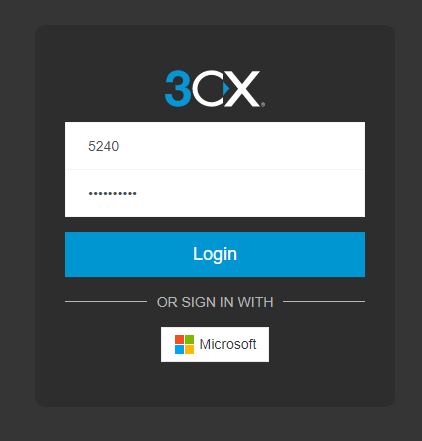 3CX®
5240
••••••••••
Login
OR SIGN IN WITH
Microsoft